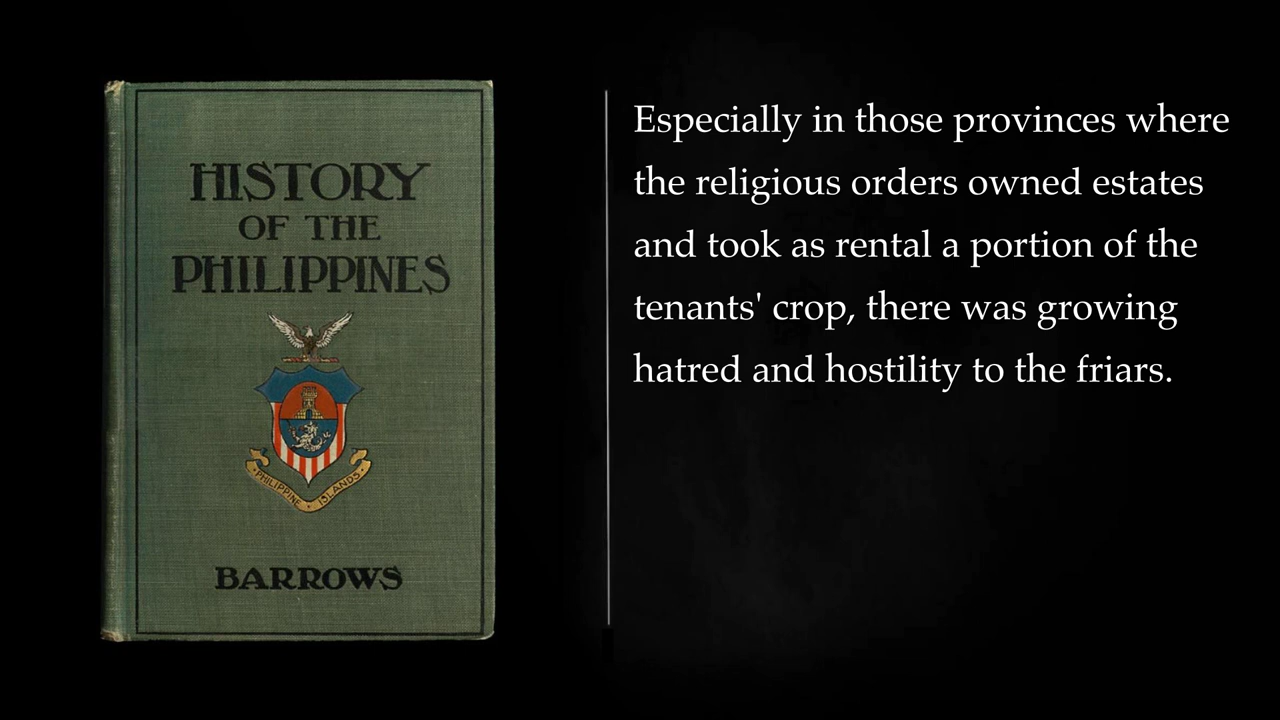 HISTORY
OF THE
PHILIPPINES
PHILIPPINE ISLANDS
BARROWS
Especially in those provinces where
the religious orders owned estates
and took as rental a portion of the
tenants' crop, there was growing
hatred and hostility to the friars.